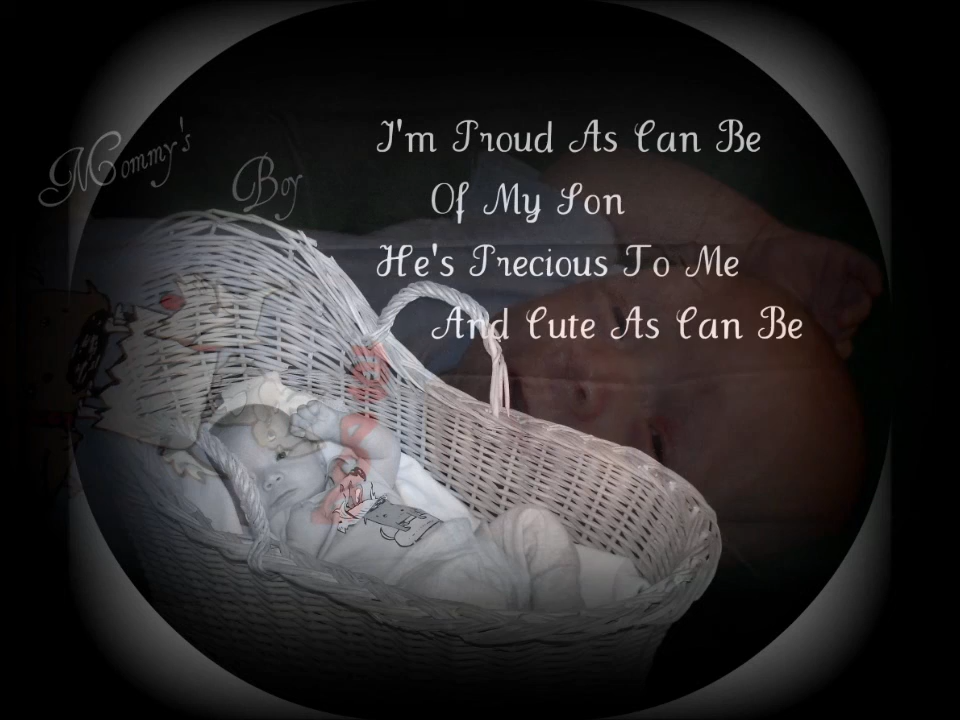 Mommy's
Boy
I'm Proud As Can Be
Of My Son
He's Precious To Me
And Cute As Can Be